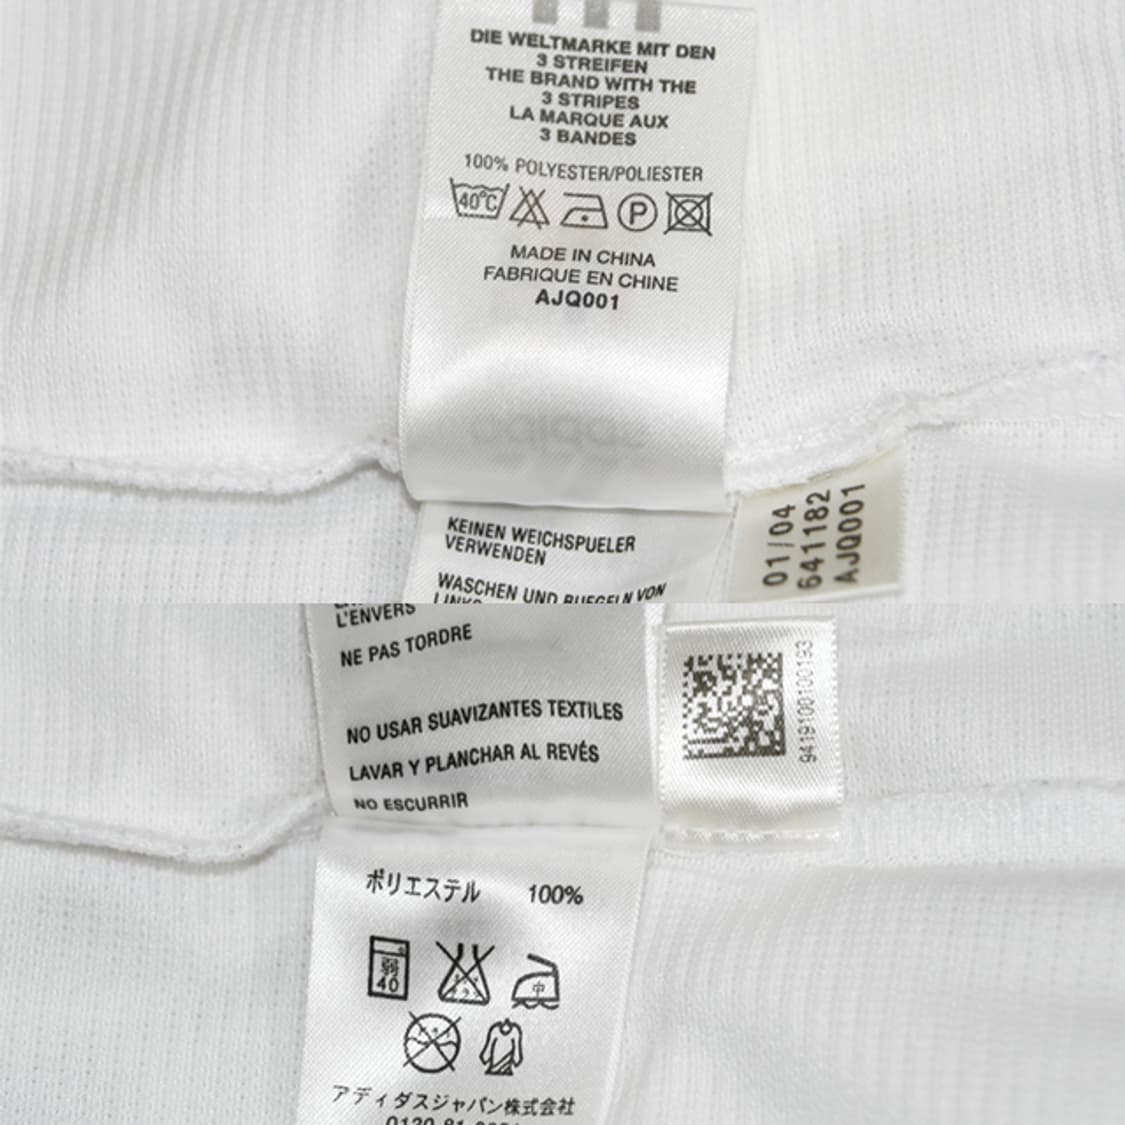 DIE WELTMARKE MIT DEN
3 STREIFEN
THE BRAND WITH THE
3 STRIPES
LA MARQUE AUX
3 BANDES
100% POLYESTER/POLIESTER
40°C
P
MADE IN CHINA
FABRIQUE EN CHINE
AJQ001
adidas
KEINEN WEICHSPUELER
VERWENDEN
WASCHEN UND BUEGELN VON
LINKS
01/04
641182
AJQ001
L'ENVERS
NE PAS TORDRE
NO USAR SUAVIZANTES TEXTILES
LAVAR Y PLANCHAR AL REVÉS
NO ESCURRIR
9419100100193
ポリエステル 100%
弱
40
中
アディダスジャパン株式会社